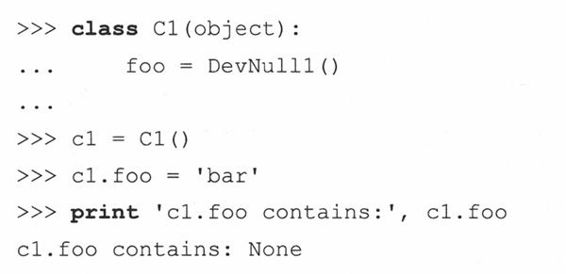 >>> class C1(object):
...     foo = DevNull1()
...
>>> c1 = C1()
>>> c1.foo = 'bar'
>>> print 'c1.foo contains:', c1.foo
c1.foo contains: None